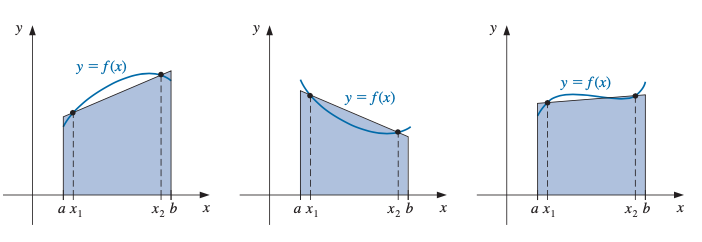 y
y = f(x)
a x₁ x₂ b x
y
y = f(x)
a x₁ x₂ b x
y
y = f(x)
a x₁ x₂ b x